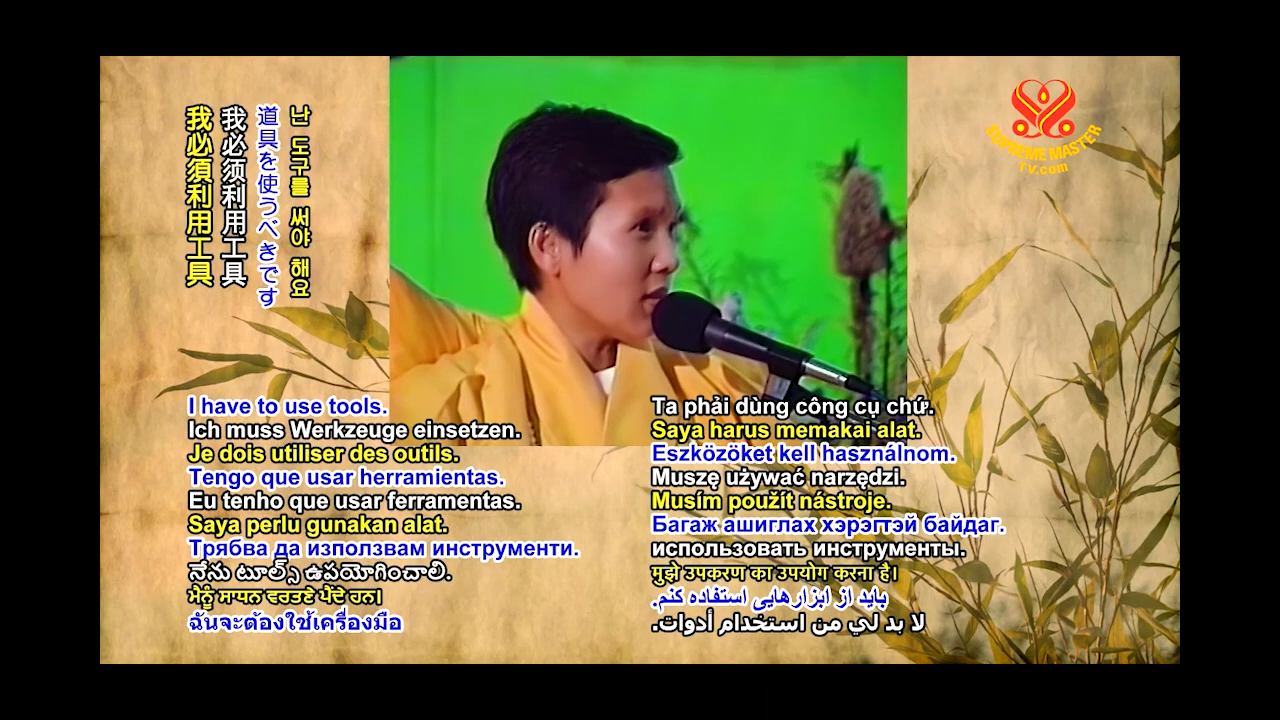 我必須利用工具
我必须利用工具
道具を使うべきです
난 도구를 써야 해요
SUPREME MASTER
TV.com
I have to use tools.
Ich muss Werkzeuge einsetzen.
Je dois utiliser des outils.
Tengo que usar herramientas.
Eu tenho que usar ferramentas.
Saya perlu gunakan alat.
Трябва да използвам инструменти.
నేను టూల్స్ ఉపయోగించాలి.
ਮੈਨੂੰ ਸਾਧਨ ਵਰਤਣੇ ਪੈਂਦੇ ਹਨ।
ฉันจะต้องใช้เครื่องมือ
Ta phải dùng công cụ chứ.
Saya harus memakai alat.
Eszközöket kell használnom.
Muszę używać narzędzi.
Musím použít nástroje.
Багаж ашиглах хэрэгтэй байдаг.
использовать инструменты.
मुझे उपकरण का उपयोग करना है।
باید از ابزارهایی استفاده کنم.
لا بد لي من استخدام أدوات.